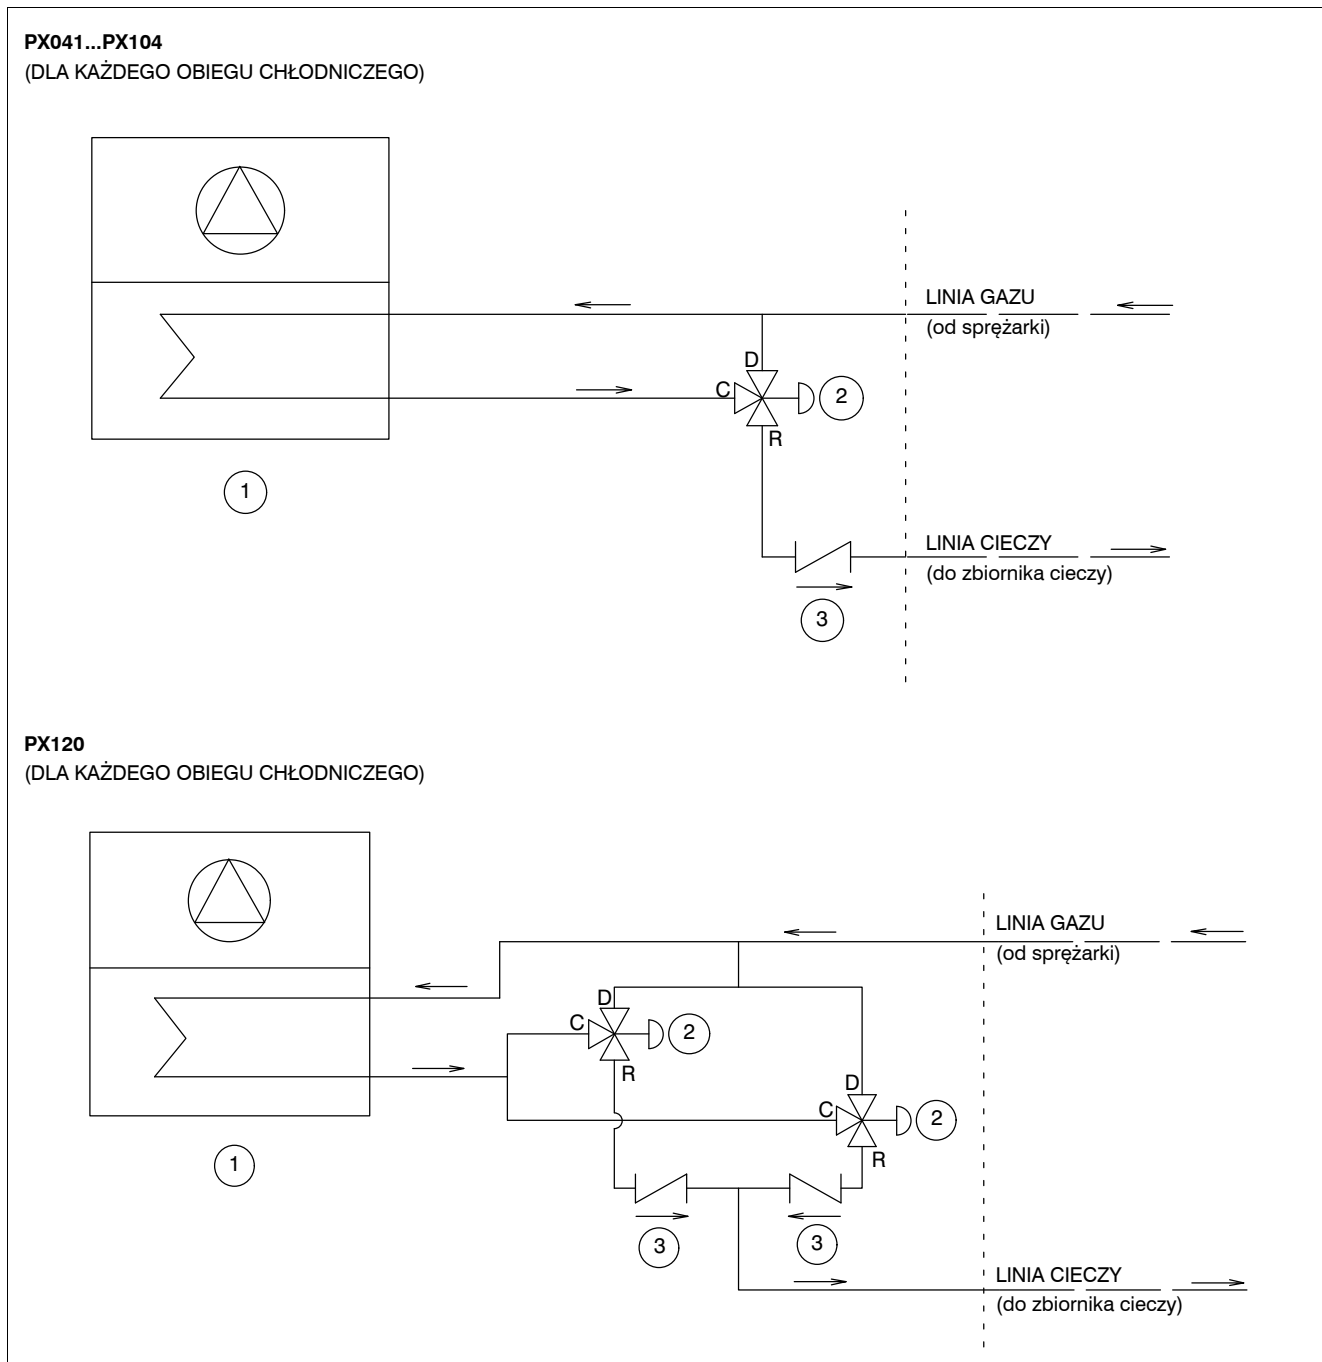 PX041...PX104
(DLA KAŻDEGO OBIEGU CHŁODNICZEGO)
LINIA GAZU
(od sprężarki)
D
C
2
R
1
LINIA CIECZY
(do zbiornika cieczy)
3
PX120
(DLA KAŻDEGO OBIEGU CHŁODNICZEGO)
LINIA GAZU
(od sprężarki)
D
C
2
R
D
C
2
R
1
3
3
LINIA CIECZY
(do zbiornika cieczy)